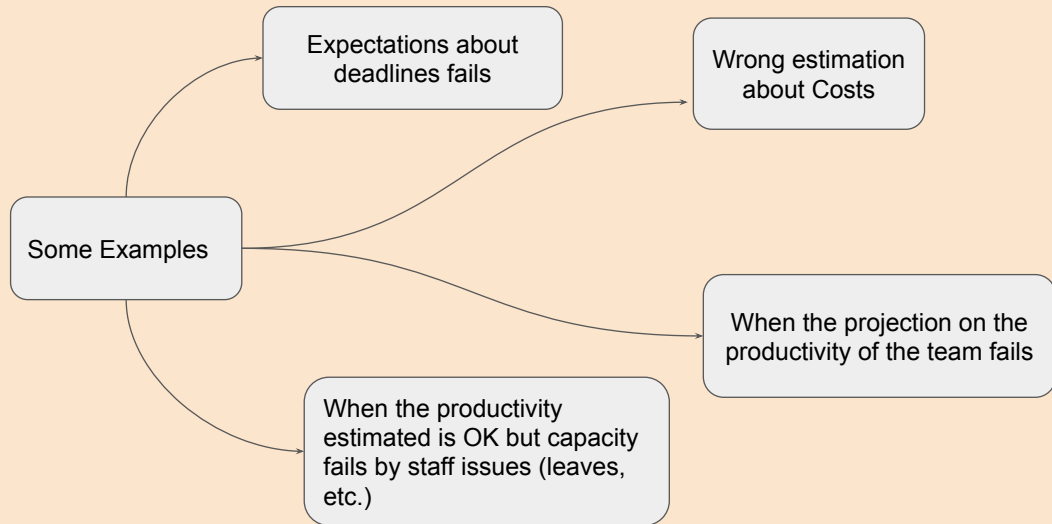 Expectations about
deadlines fails
Wrong estimation
about Costs
Some Examples
When the projection on the
productivity of the team fails
When the productivity
estimated is OK but capacity
fails by staff issues (leaves,
etc.)